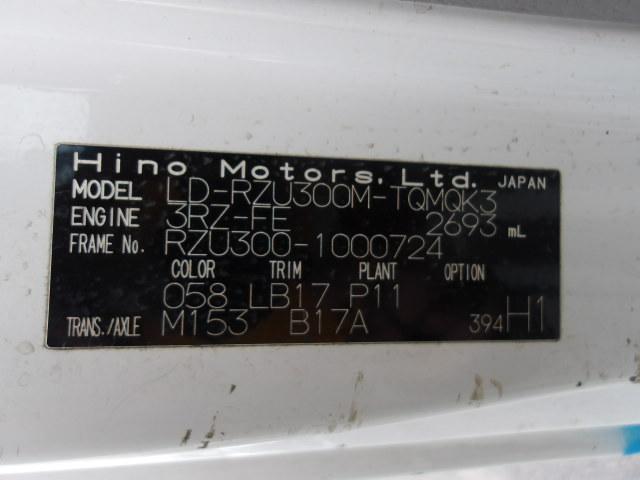 Hino Motors, Ltd. JAPAN
MODEL LD-RZU300M-TQMQK3
ENGINE 3RZ-FE 2693 mL
FRAME No. RZU300-1000724
COLOR TRIM PLANT OPTION
058 LB17 P11
TRANS./AXLE M153 B17A 394 H1